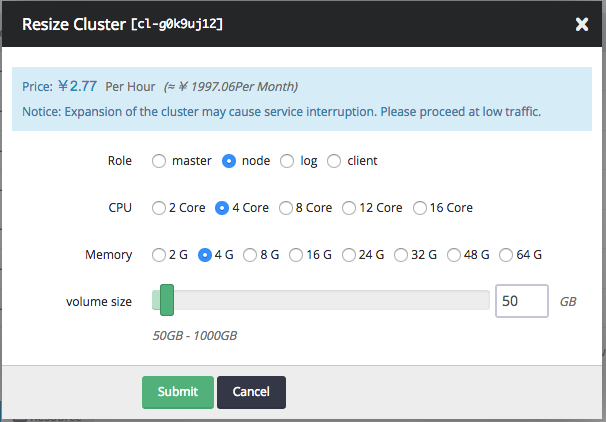 Resize Cluster [cl-g0k9uj12]
Price: ¥2.77 Per Hour (≈ ¥ 1997.06Per Month)
Notice: Expansion of the cluster may cause service interruption. Please proceed at low traffic.
Role master node log client
CPU 2 Core 4 Core 8 Core 12 Core 16 Core
Memory 2 G 4 G 8 G 16 G 24 G 32 G 48 G 64 G
volume size 50 GB
50GB - 1000GB
Submit Cancel